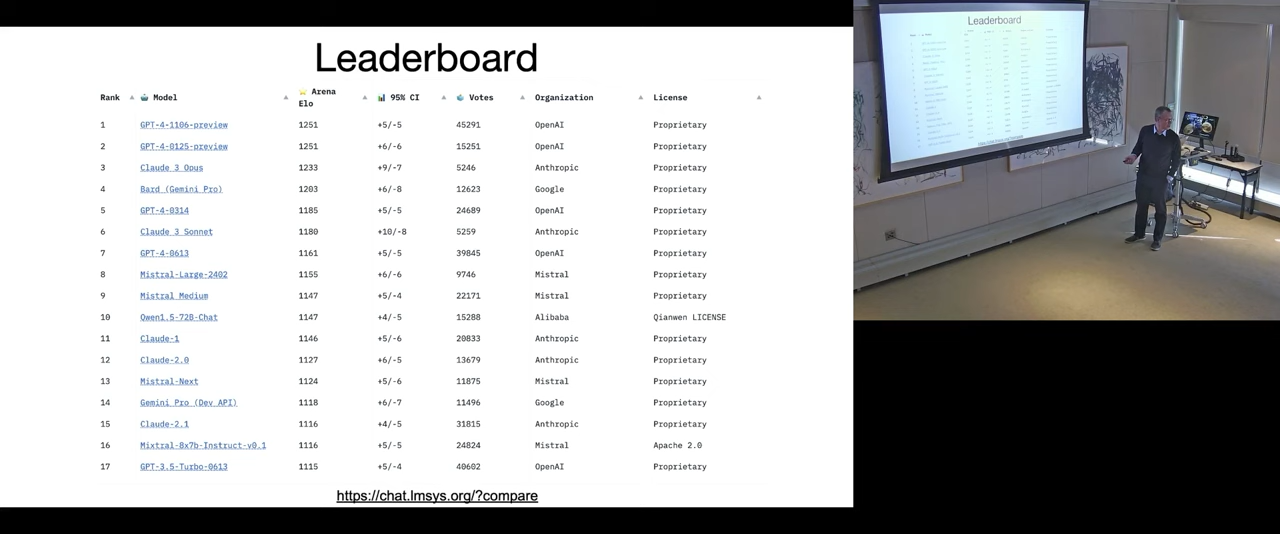 Leaderboard
Rank Model Arena Elo 95% CI Votes Organization License
1 GPT-4-1106-preview 1251 +5/-5 45291 OpenAI Proprietary
2 GPT-4-0125-preview 1251 +6/-6 15251 OpenAI Proprietary
3 Claude 3 Opus 1233 +9/-7 5246 Anthropic Proprietary
4 Bard (Gemini Pro) 1203 +6/-8 12623 Google Proprietary
5 GPT-4-0314 1185 +5/-5 24689 OpenAI Proprietary
6 Claude 3 Sonnet 1180 +10/-8 5259 Anthropic Proprietary
7 GPT-4-0613 1161 +5/-5 39845 OpenAI Proprietary
8 Mistral-Large-2402 1155 +6/-6 9746 Mistral Proprietary
9 Mistral Medium 1147 +5/-4 22171 Mistral Proprietary
10 Qwen1.5-72B-Chat 1147 +4/-5 15288 Alibaba Qianwen LICENSE
11 Claude-1 1146 +5/-6 20833 Anthropic Proprietary
12 Claude-2.0 1127 +6/-5 13679 Anthropic Proprietary
13 Mistral-Next 1124 +5/-6 11875 Mistral Proprietary
14 Gemini Pro (Dev API) 1118 +6/-7 11496 Google Proprietary
15 Claude-2.1 1116 +4/-5 31815 Anthropic Proprietary
16 Mixtral-8x7b-Instruct-v0.1 1116 +5/-5 24824 Mistral Apache 2.0
17 GPT-3.5-Turbo-0613 1115 +5/-4 40602 OpenAI Proprietary
https://chat.lmsys.org/?compare
Leaderboard